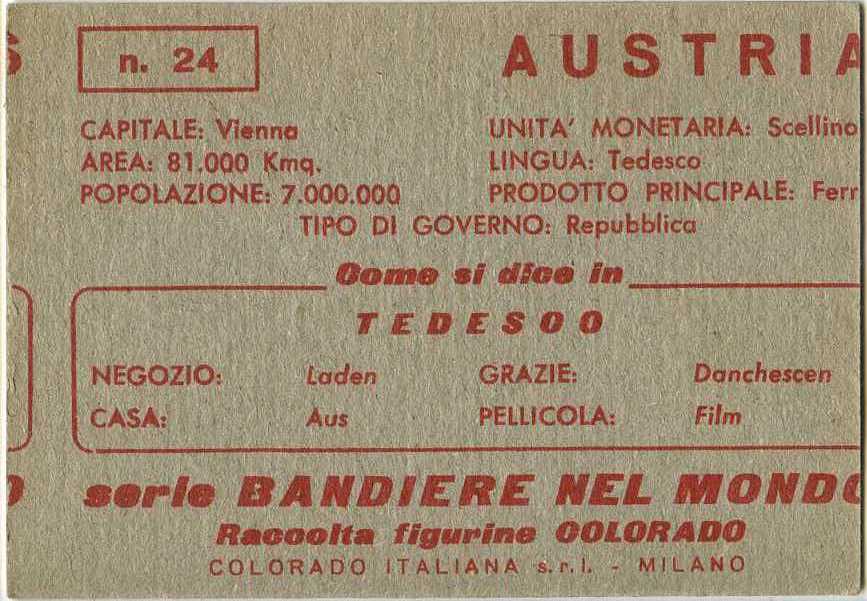 n. 24 AUSTRIA
CAPITALE: Vienna UNITA' MONETARIA: Scellino
AREA: 81.000 Kmq. LINGUA: Tedesco
POPOLAZIONE: 7.000.000 PRODOTTO PRINCIPALE: Ferr
TIPO DI GOVERNO: Repubblica
Come si dice in
TEDESCO
NEGOZIO: Laden GRAZIE: Danchescen
CASA: Aus PELLICOLA: Film
serie BANDIERE NEL MONDO
Raccolta figurine COLORADO
COLORADO ITALIANA s.r.l. - MILANO